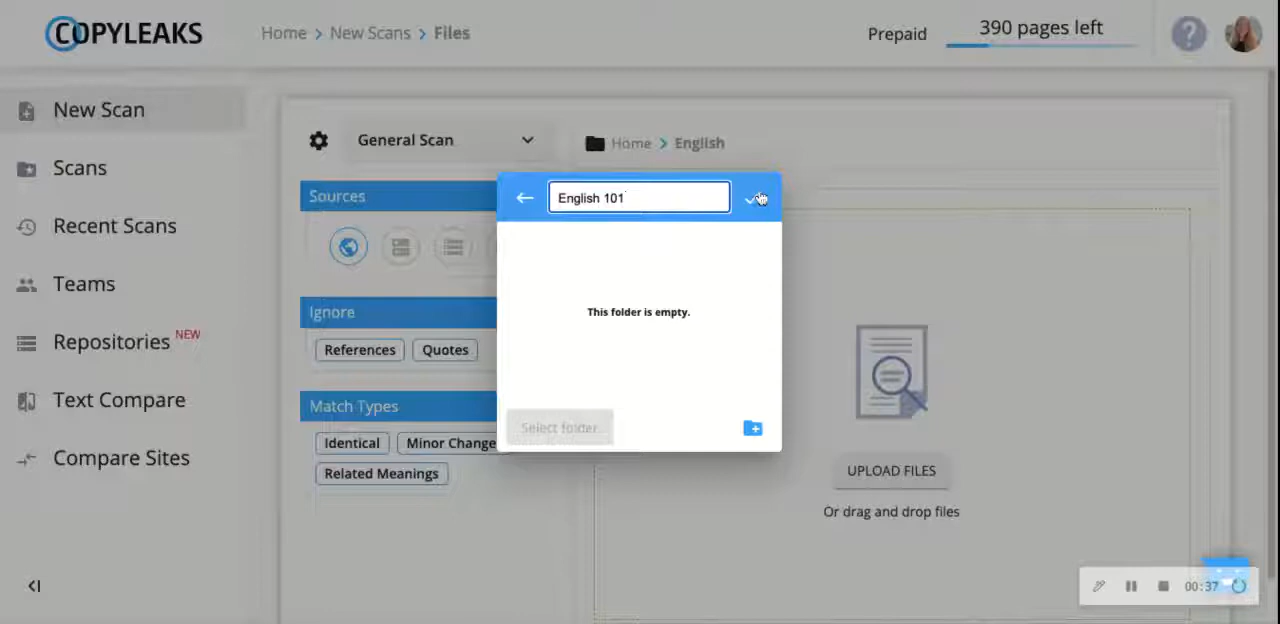 COPYLEAKS
Home > New Scans > Files
Prepaid
390 pages left
?
New Scan
Scans
Recent Scans
Teams
Repositories NEW
Text Compare
Compare Sites
General Scan
Home > English
Sources
Ignore
References
Quotes
Match Types
Identical
Minor Change
Related Meanings
English 101
This folder is empty.
Select folder
UPLOAD FILES
Or drag and drop files
00:37